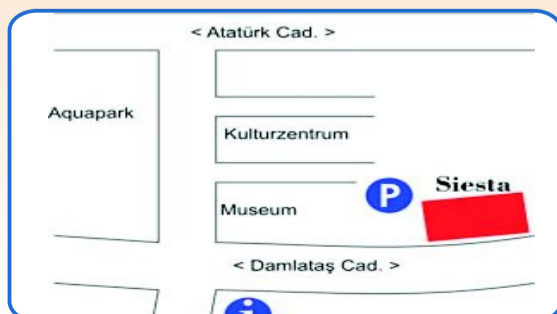 < Atatürk Cad. >
Aquapark
Kulturzentrum
Siesta
P
Museum
< Damlataş Cad. >
i